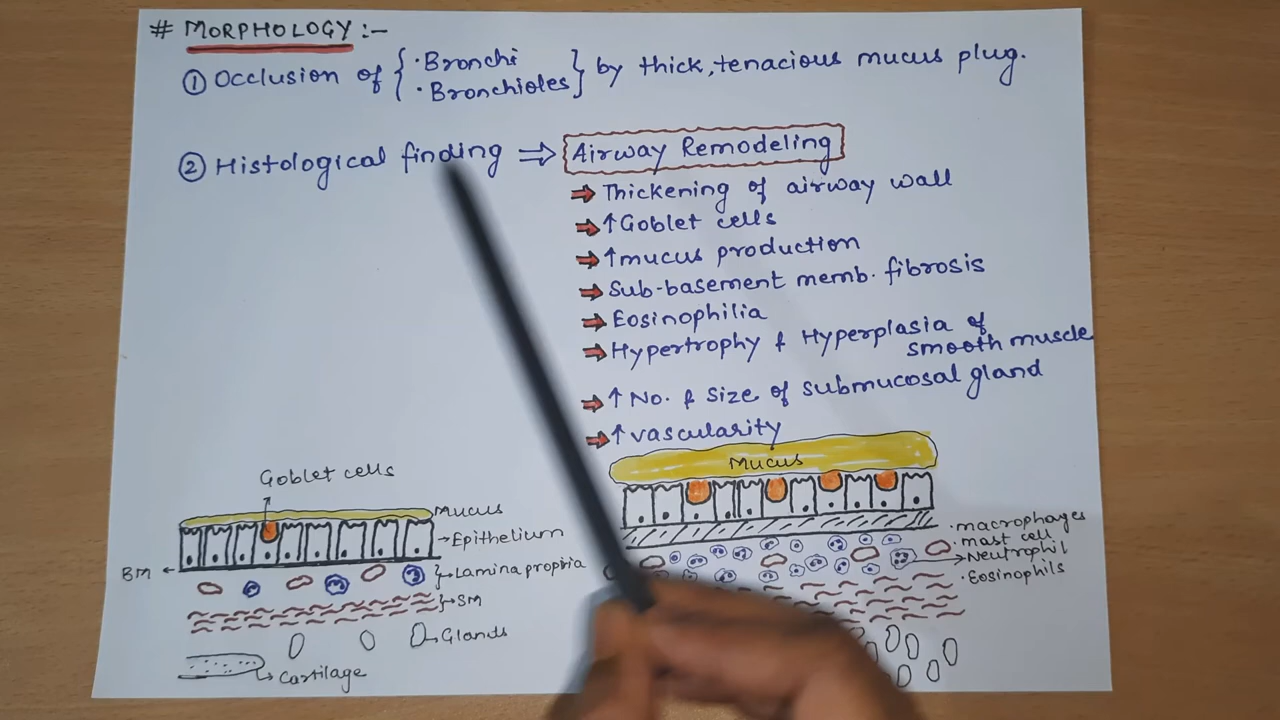 # MORPHOLOGY :-
① Occlusion of { · Bronchi · Bronchioles } by thick, tenacious mucus plug.
② Histological finding ⇒ Airway Remodeling
➡ Thickening of airway wall
➡ ↑ Goblet cells
➡ ↑ mucus production
➡ Sub-basement memb. fibrosis
➡ Eosinophilia
➡ Hypertrophy & Hyperplasia of
smooth muscle
➡ ↑ No. & Size of submucosal gland
➡ ↑ vascularity
Goblet cells
Mucus
Epithelium
BM
Lamina propria
SM
Glands
Cartilage
Mucus
· macrophages
· mast cell
Neutrophil
· Eosinophils